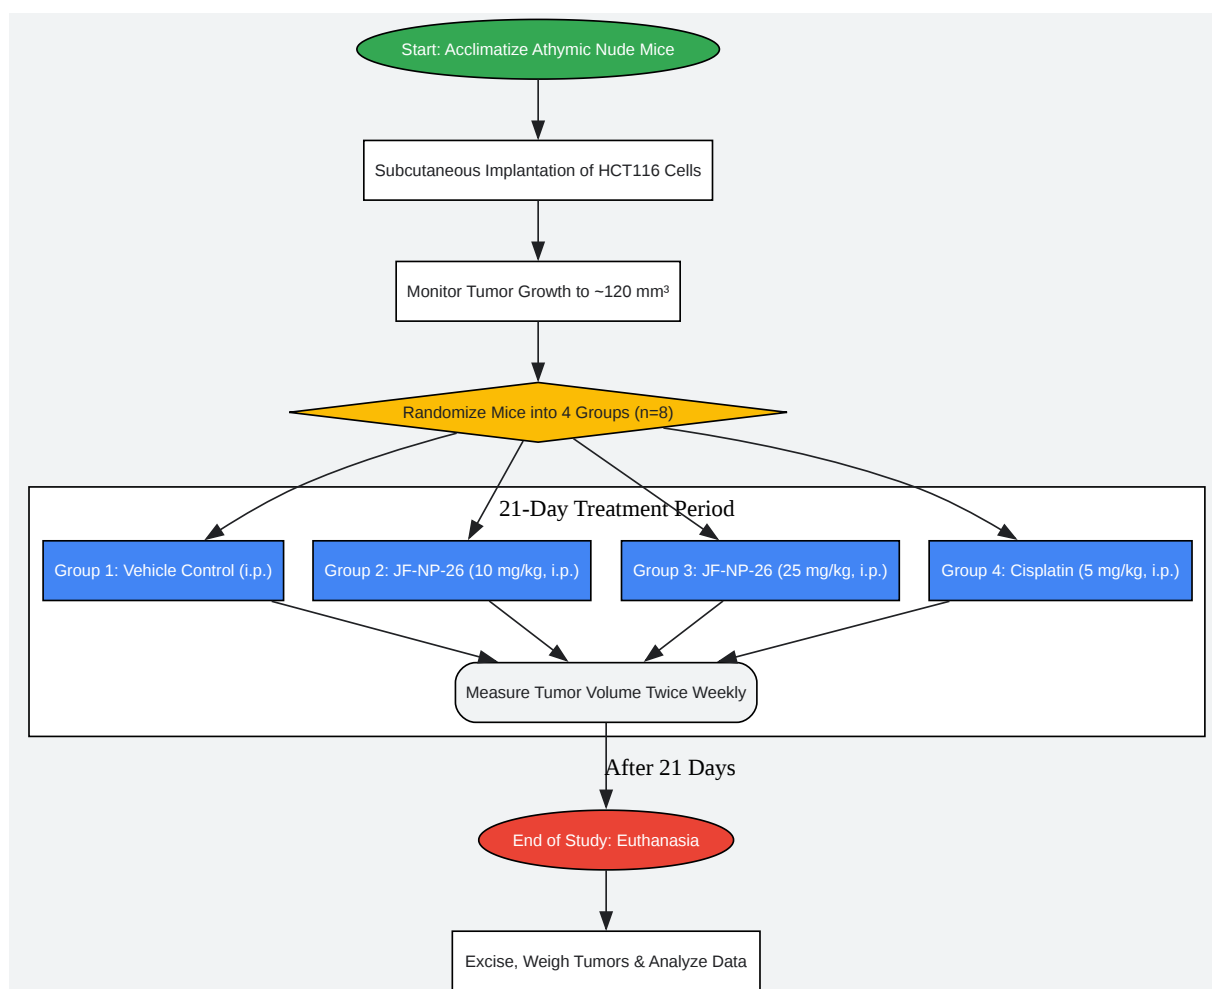 Start: Acclimatize Athymic Nude Mice
Subcutaneous Implantation of HCT116 Cells
Monitor Tumor Growth to ~120 mm³
Randomize Mice into 4 Groups (n=8)
21-Day Treatment Period
Group 1: Vehicle Control (i.p.)
Group 2: JF-NP-26 (10 mg/kg, i.p.)
Group 3: JF-NP-26 (25 mg/kg, i.p.)
Group 4: Cisplatin (5 mg/kg, i.p.)
Measure Tumor Volume Twice Weekly
After 21 Days
End of Study: Euthanasia
Excise, Weigh Tumors & Analyze Data